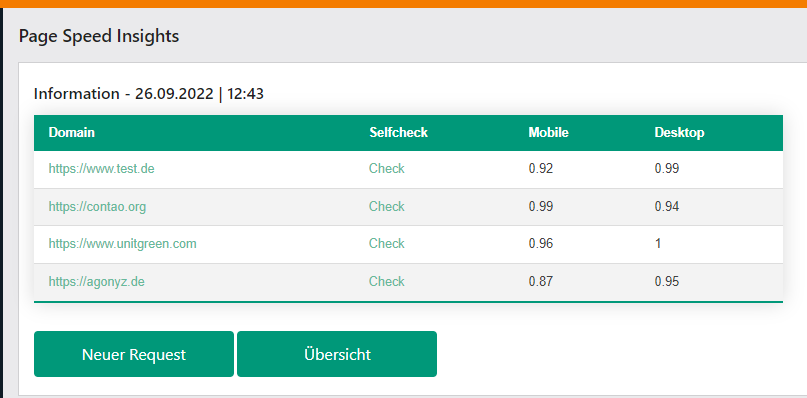 Page Speed Insights
Information - 26.09.2022 | 12:43
Domain Selfcheck Mobile Desktop
https://www.test.de Check 0.92 0.99
https://contao.org Check 0.99 0.94
https://www.unitgreen.com Check 0.96 1
https://agonyz.de Check 0.87 0.95
Neuer Request Übersicht